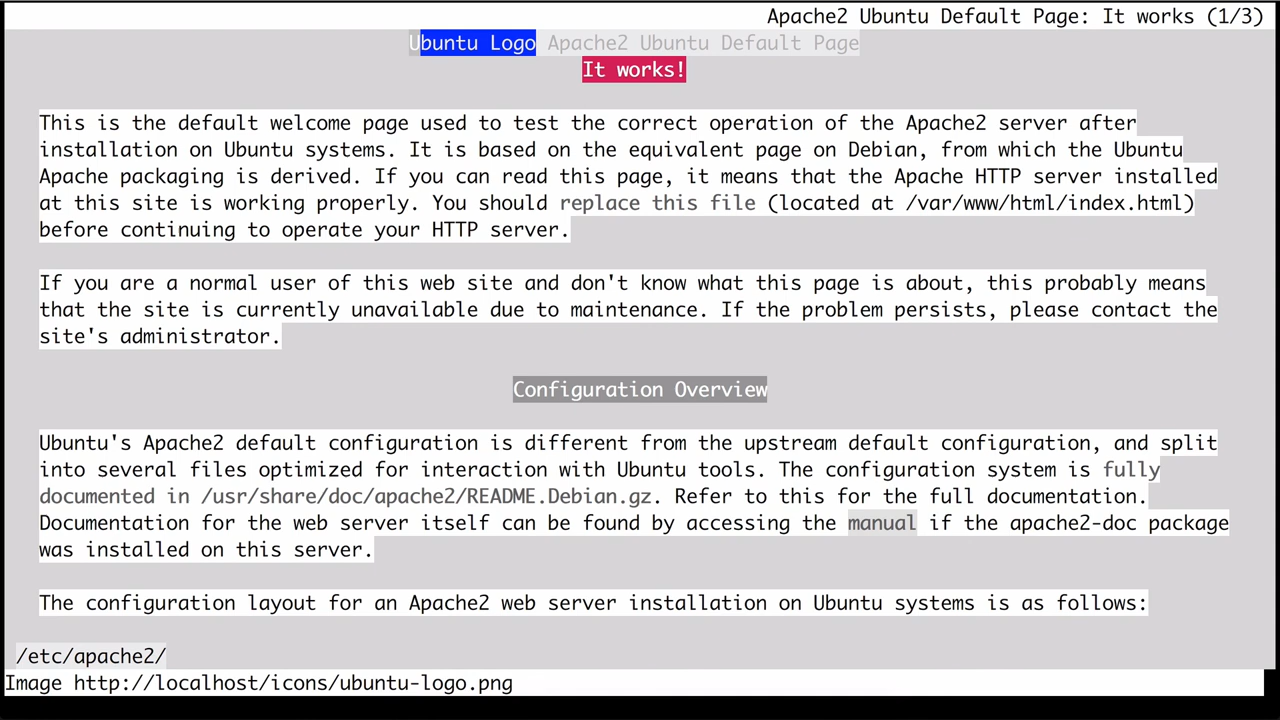 Apache2 Ubuntu Default Page: It works (1/3)
Ubuntu Logo Apache2 Ubuntu Default Page
It works!
This is the default welcome page used to test the correct operation of the Apache2 server after
installation on Ubuntu systems. It is based on the equivalent page on Debian, from which the Ubuntu
Apache packaging is derived. If you can read this page, it means that the Apache HTTP server installed
at this site is working properly. You should replace this file (located at /var/www/html/index.html)
before continuing to operate your HTTP server.
If you are a normal user of this web site and don't know what this page is about, this probably means
that the site is currently unavailable due to maintenance. If the problem persists, please contact the
site's administrator.
Configuration Overview
Ubuntu's Apache2 default configuration is different from the upstream default configuration, and split
into several files optimized for interaction with Ubuntu tools. The configuration system is fully
documented in /usr/share/doc/apache2/README.Debian.gz. Refer to this for the full documentation.
Documentation for the web server itself can be found by accessing the manual if the apache2-doc package
was installed on this server.
The configuration layout for an Apache2 web server installation on Ubuntu systems is as follows:
/etc/apache2/
Image http://localhost/icons/ubuntu-logo.png